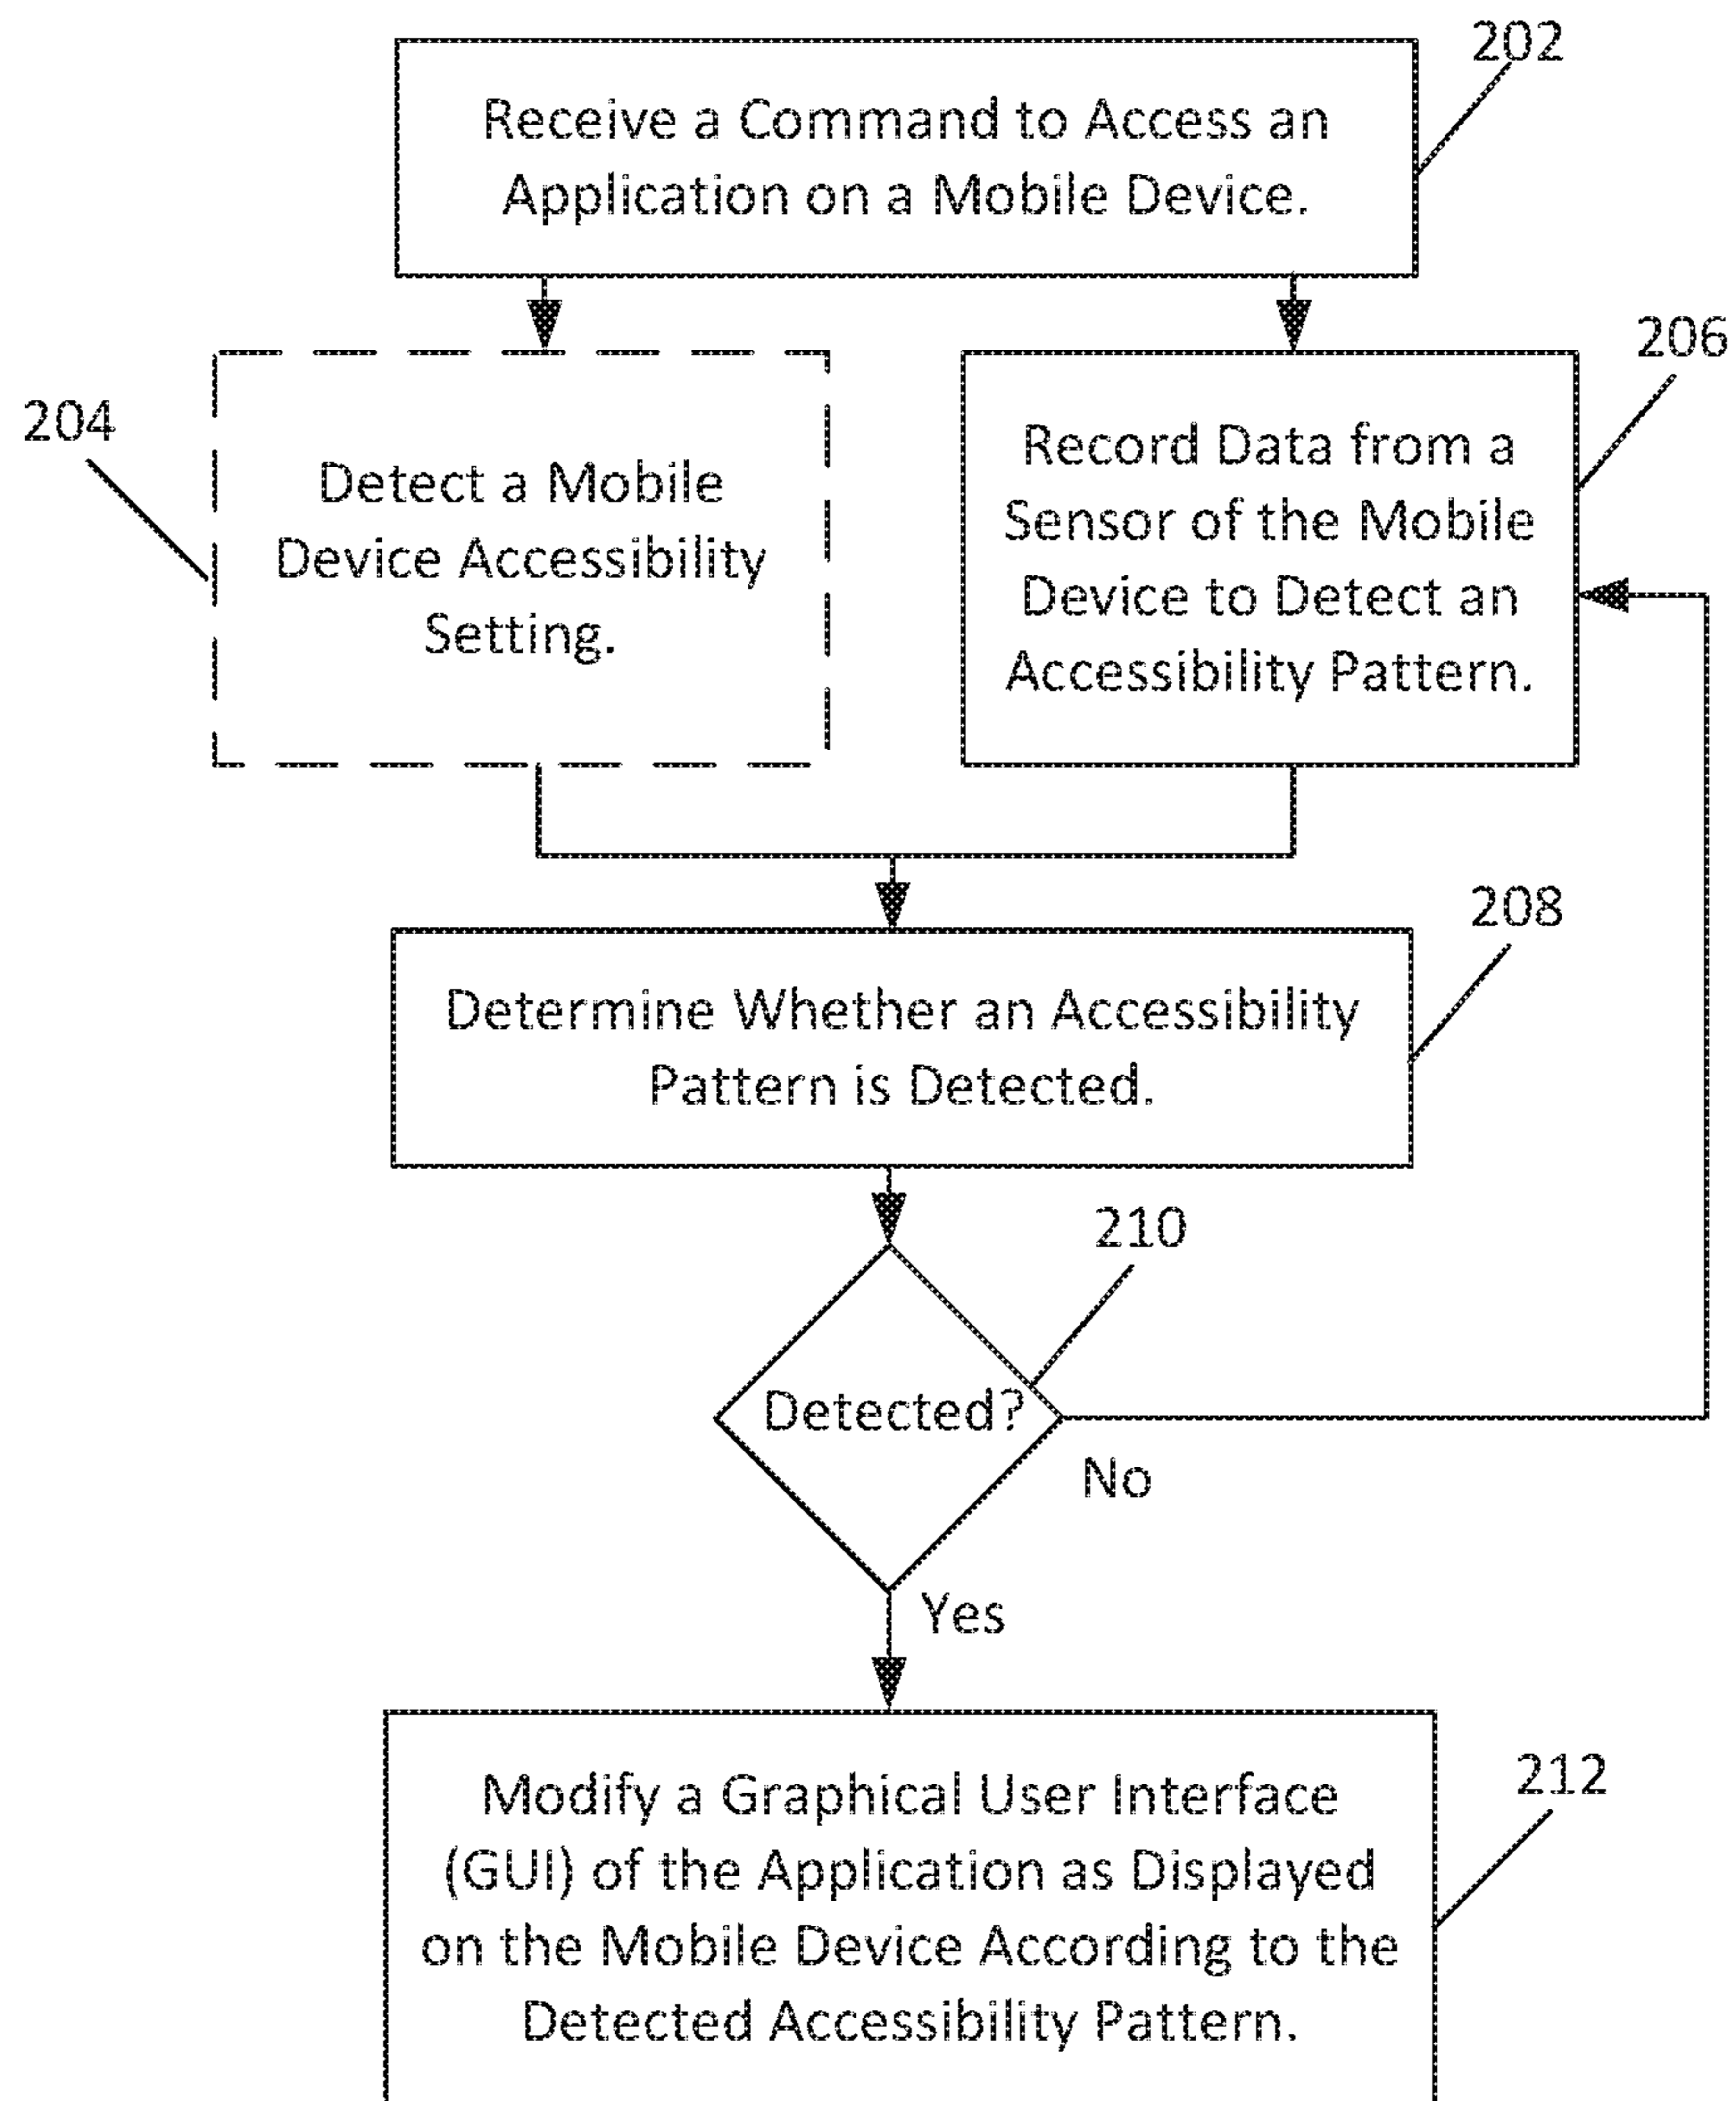 202
Receive a Command to Access an
Application on a Mobile Device.
204
Detect a Mobile
Device Accessibility
Setting.
206
Record Data from a
Sensor of the Mobile
Device to Detect an
Accessibility Pattern.
208
Determine Whether an Accessibility
Pattern is Detected.
210
Detected?
No
Yes
212
Modify a Graphical User Interface
(GUI) of the Application as Displayed
on the Mobile Device According to the
Detected Accessibility Pattern.